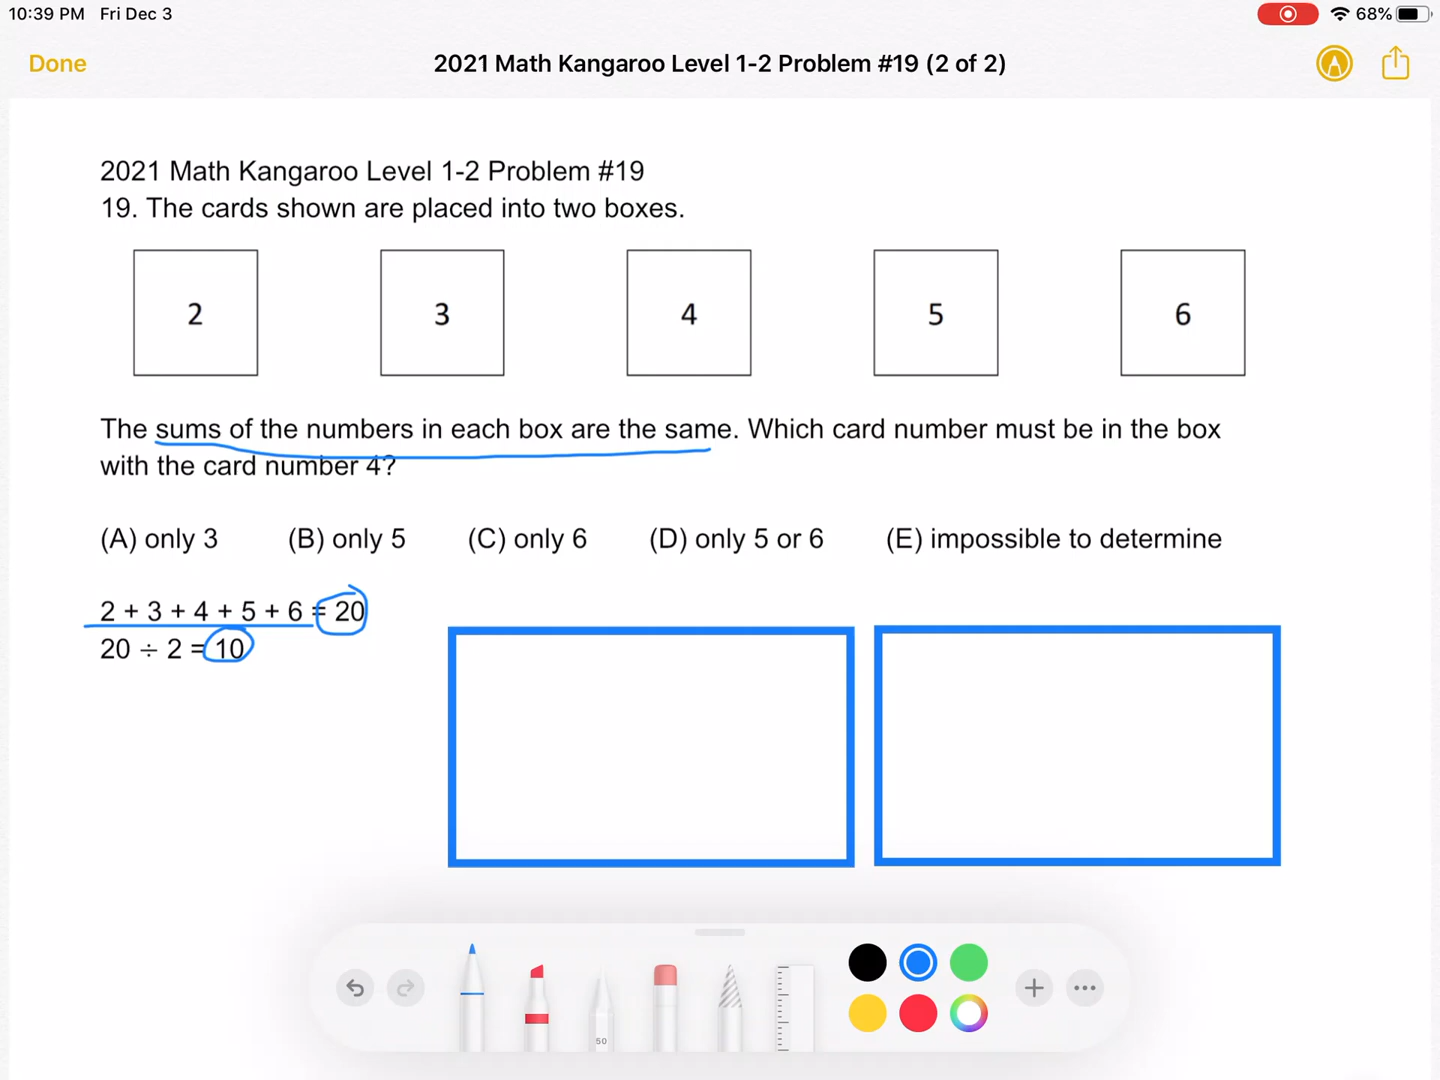 10:39 PM Fri Dec 3 68%
Done 2021 Math Kangaroo Level 1-2 Problem #19 (2 of 2)
2021 Math Kangaroo Level 1-2 Problem #19
19. The cards shown are placed into two boxes.
2 3 4 5 6
The sums of the numbers in each box are the same. Which card number must be in the box
with the card number 4?
(A) only 3 (B) only 5 (C) only 6 (D) only 5 or 6 (E) impossible to determine
2 + 3 + 4 + 5 + 6 = 20
20 ÷ 2 = 10
50